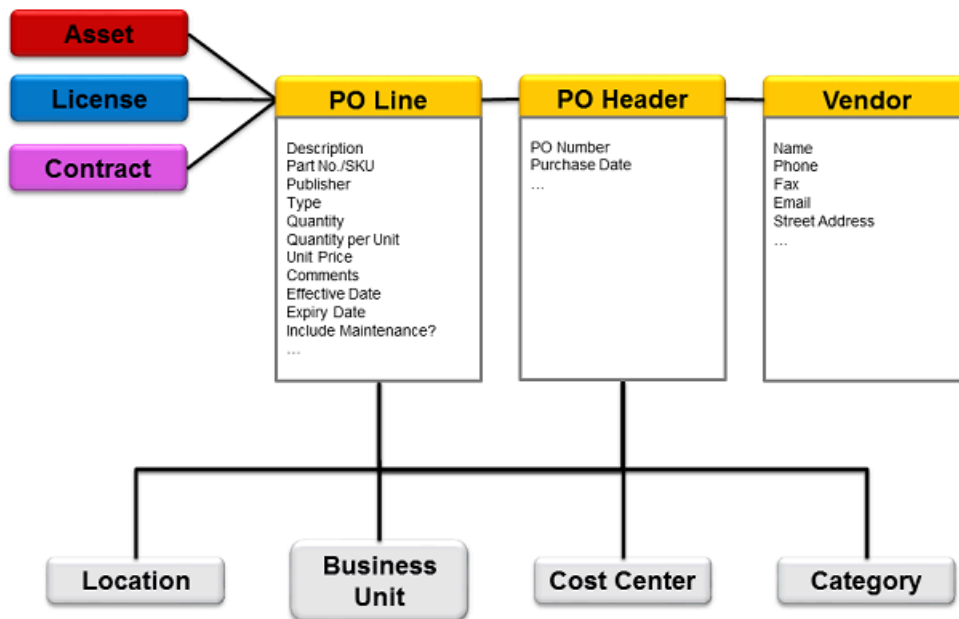 Asset
License
Contract
PO Line
Description
Part No./SKU
Publisher
Type
Quantity
Quantity per Unit
Unit Price
Comments
Effective Date
Expiry Date
Include Maintenance?
...
PO Header
PO Number
Purchase Date
...
Vendor
Name
Phone
Fax
Email
Street Address
...
Location
Business
Unit
Cost Center
Category